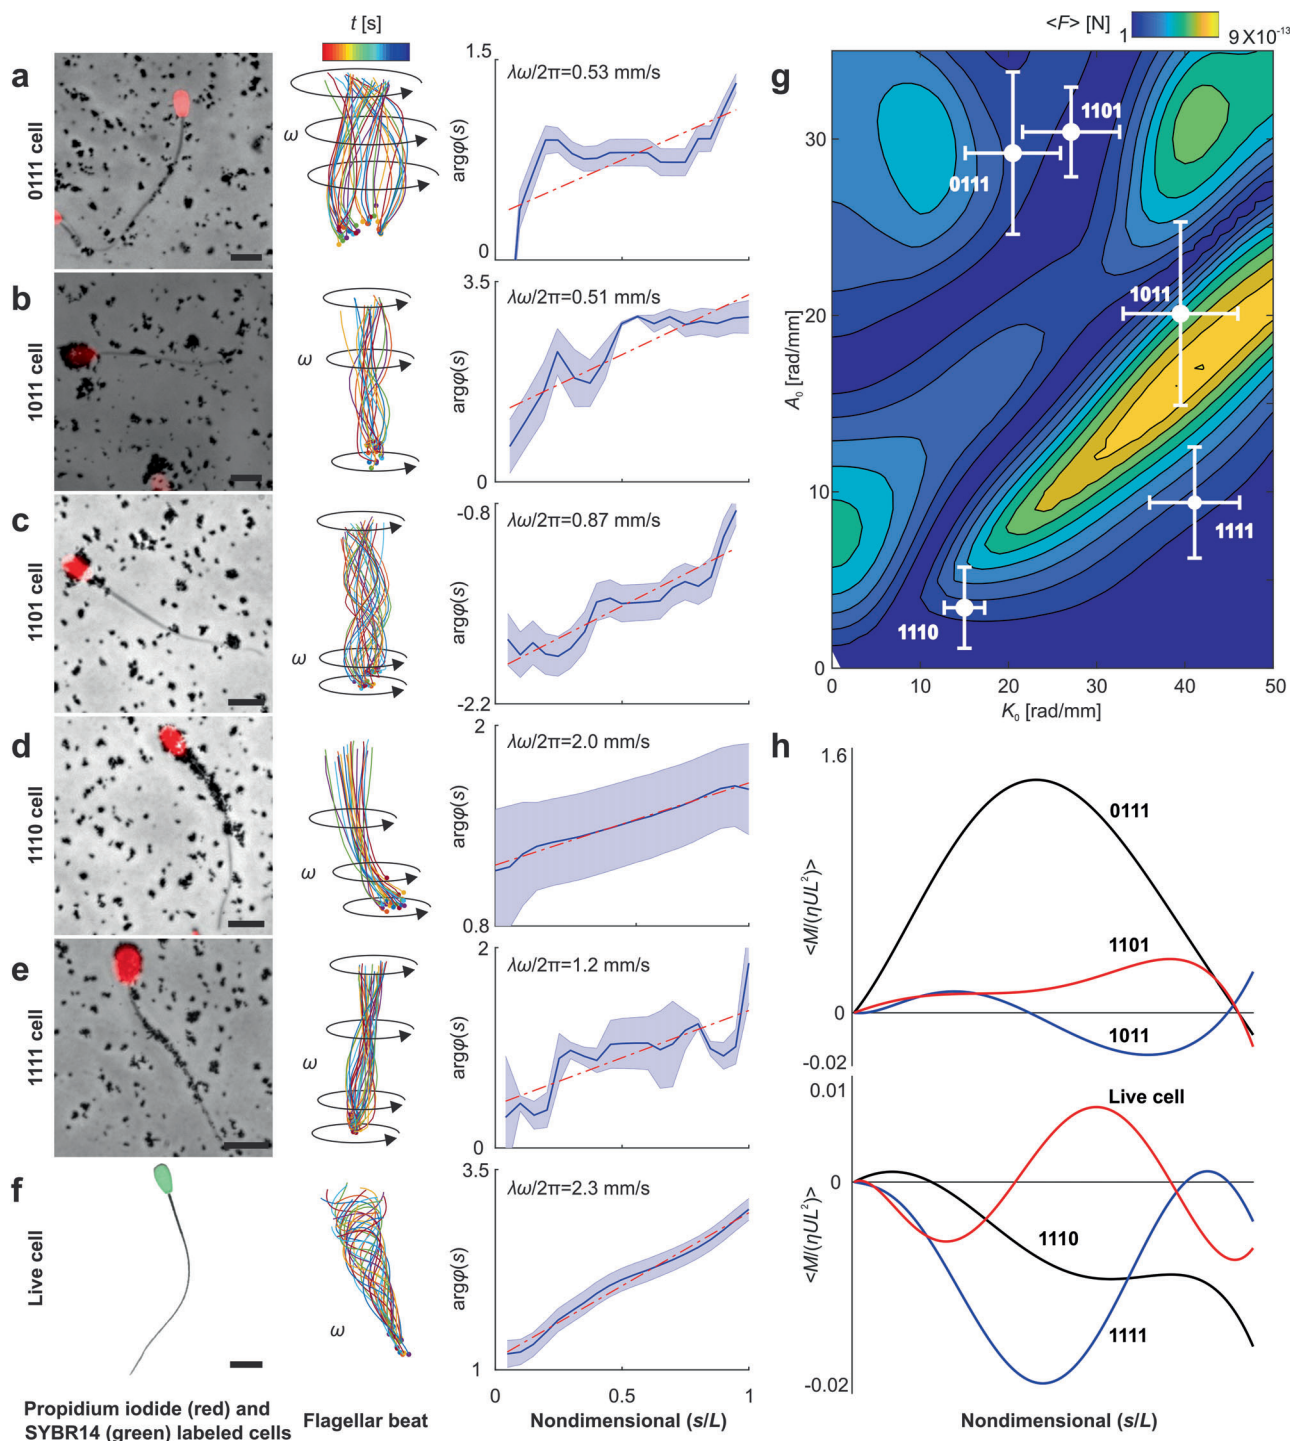 t [s]
a
0111 cell
ω
λω/2π=0.53 mm/s
1.5
argφ(s)
0
b
1011 cell
ω
λω/2π=0.51 mm/s
3.5
argφ(s)
0
c
1101 cell
ω
λω/2π=0.87 mm/s
-0.8
argφ(s)
-2.2
d
1110 cell
ω
λω/2π=2.0 mm/s
2
argφ(s)
0.8
e
1111 cell
ω
λω/2π=1.2 mm/s
2
argφ(s)
0
f
Live cell
ω
λω/2π=2.3 mm/s
3.5
argφ(s)
1
0 0.5 1
Propidium iodide (red) and
SYBR14 (green) labeled cells
Flagellar beat
Nondimensional (s/L)
<F> [N]
1 9X10⁻¹³
g
A₀ [rad/mm]
30
20
10
0
0 10 20 30 40 50
K₀ [rad/mm]
1101
0111
1011
1111
1110
h
1.6
<M/(ηUL²)>
0
-0.02
0111
1101
1011
0.01
<M/(ηUL²)>
0
-0.02
Live cell
1110
1111
Nondimensional (s/L)